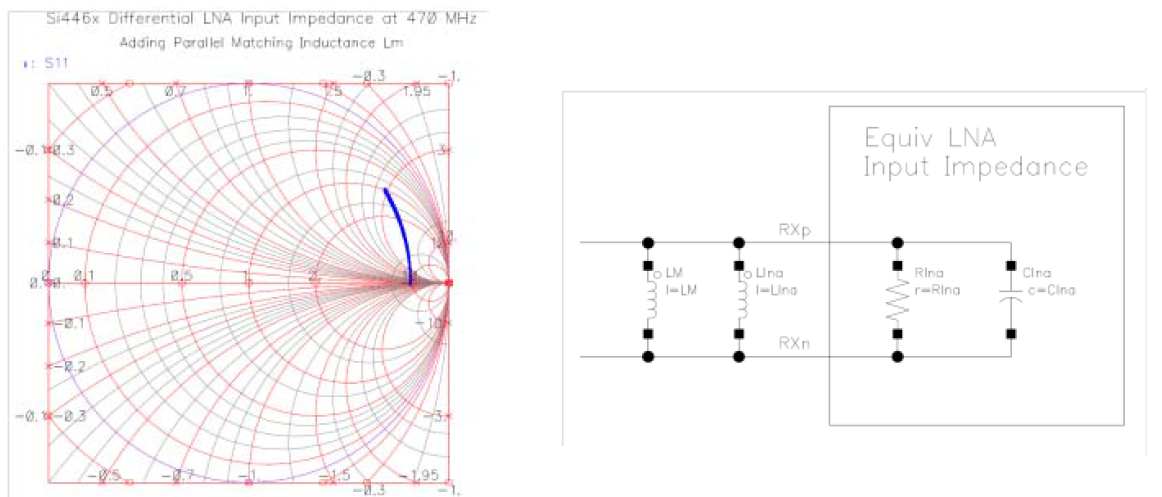 Si446x Differential LNA Input Impedance at 470 MHz
Adding Parallel Matching Inductance Lm
S11
-0.3 -1.
0.5 0.7 1. 1.5 1.95
-0.1 0.3 3
0.2
0.1
0 0. 0.1 0.5 2
-0.1 -10
-0.2
-0.1 -0.3 -3.
-0.5 -0.7 -1. -1.5 -1.95
-0.3 -1.
Equiv LNA
Input Impedance
RXp
LM
l=LM
Llna
l=Llna
Rlna
r=Rlna
Clna
c=Clna
RXn